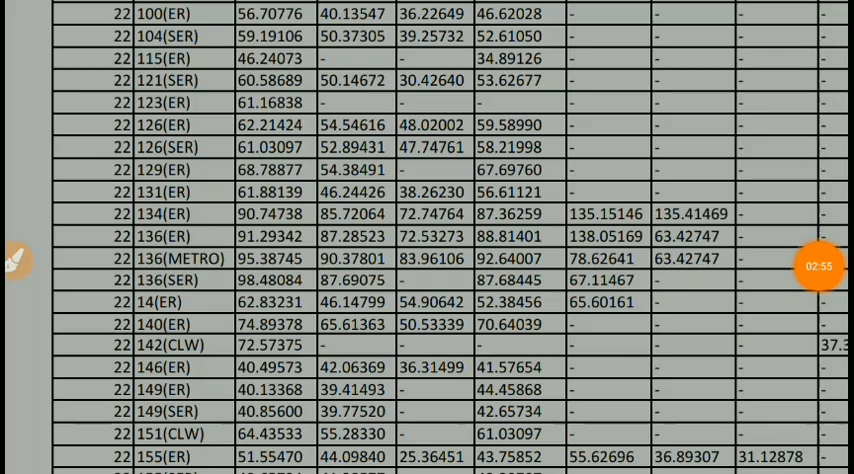 22 100(ER) 56.70776 40.13547 36.22649 46.62028 - - - -
22 104(SER) 59.19106 50.37305 39.25732 52.61050 - - - -
22 115(ER) 46.24073 - - 34.89126 - - - -
22 121(SER) 60.58689 50.14672 30.42640 53.62677 - - - -
22 123(ER) 61.16838 - - - - - - -
22 126(ER) 62.21424 54.54616 48.02002 59.58990 - - - -
22 126(SER) 61.03097 52.89431 47.74761 58.21998 - - - -
22 129(ER) 68.78877 54.38491 - 67.69760 - - - -
22 131(ER) 61.88139 46.24426 38.26230 56.61121 - - - -
22 134(ER) 90.74738 85.72064 72.74764 87.36259 135.15146 135.41469 - -
22 136(ER) 91.29342 87.28523 72.53273 88.81401 138.05169 63.42747 - -
22 136(METRO) 95.38745 90.37801 83.96106 92.64007 78.62641 63.42747 -
02:55
22 136(SER) 98.48084 87.69075 - 87.68445 67.11467 - - -
22 14(ER) 62.83231 46.14799 54.90642 52.38456 65.60161 - - -
22 140(ER) 74.89378 65.61363 50.53339 70.64039 - - - -
22 142(CLW) 72.57375 - - - - - - 37.3
22 146(ER) 40.49573 42.06369 36.31499 41.57654 - - - -
22 149(ER) 40.13368 39.41493 - 44.45868 - - - -
22 149(SER) 40.85600 39.77520 - 42.65734 - - - -
22 151(CLW) 64.43533 55.28330 - 61.03097 - - - -
22 155(ER) 51.55470 44.09840 25.36451 43.75852 55.62696 36.89307 31.12878 -